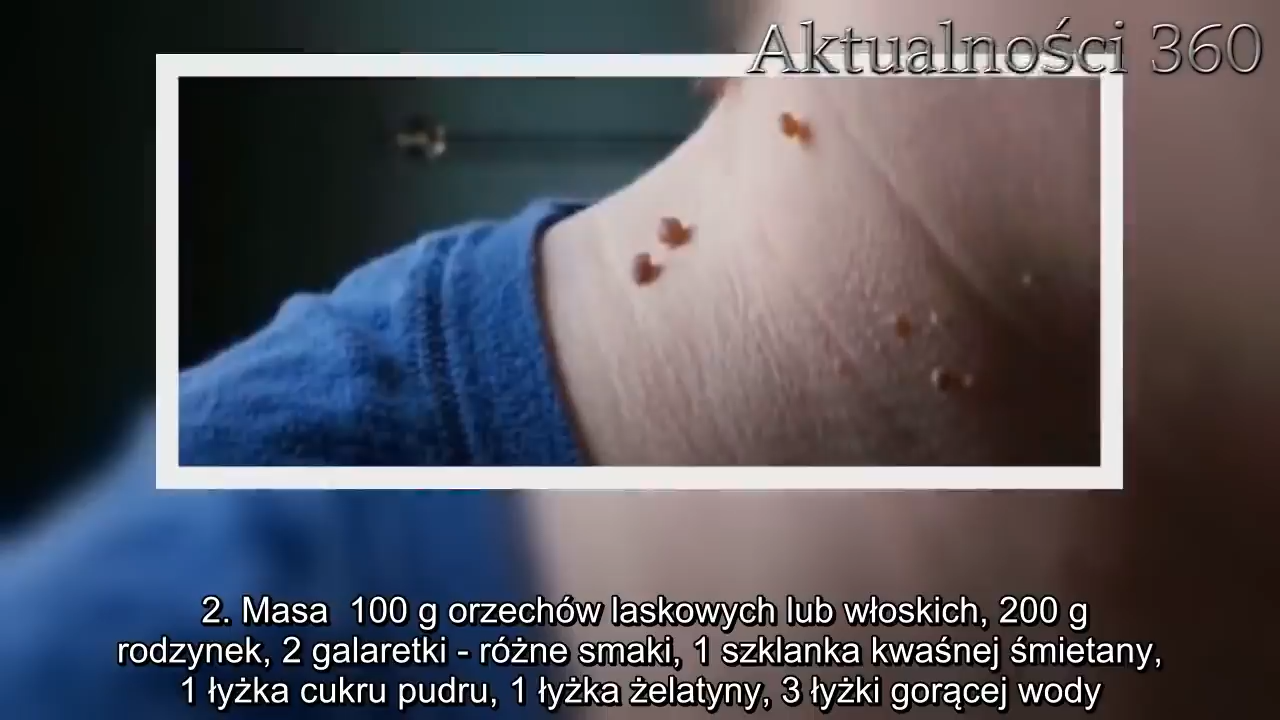 Aktualności 360
2. Masa 100 g orzechów laskowych lub włoskich, 200 g
rodzynek, 2 galaretki - różne smaki, 1 szklanka kwaśnej śmietany,
1 łyżka cukru pudru, 1 łyżka żelatyny, 3 łyżki gorącej wody